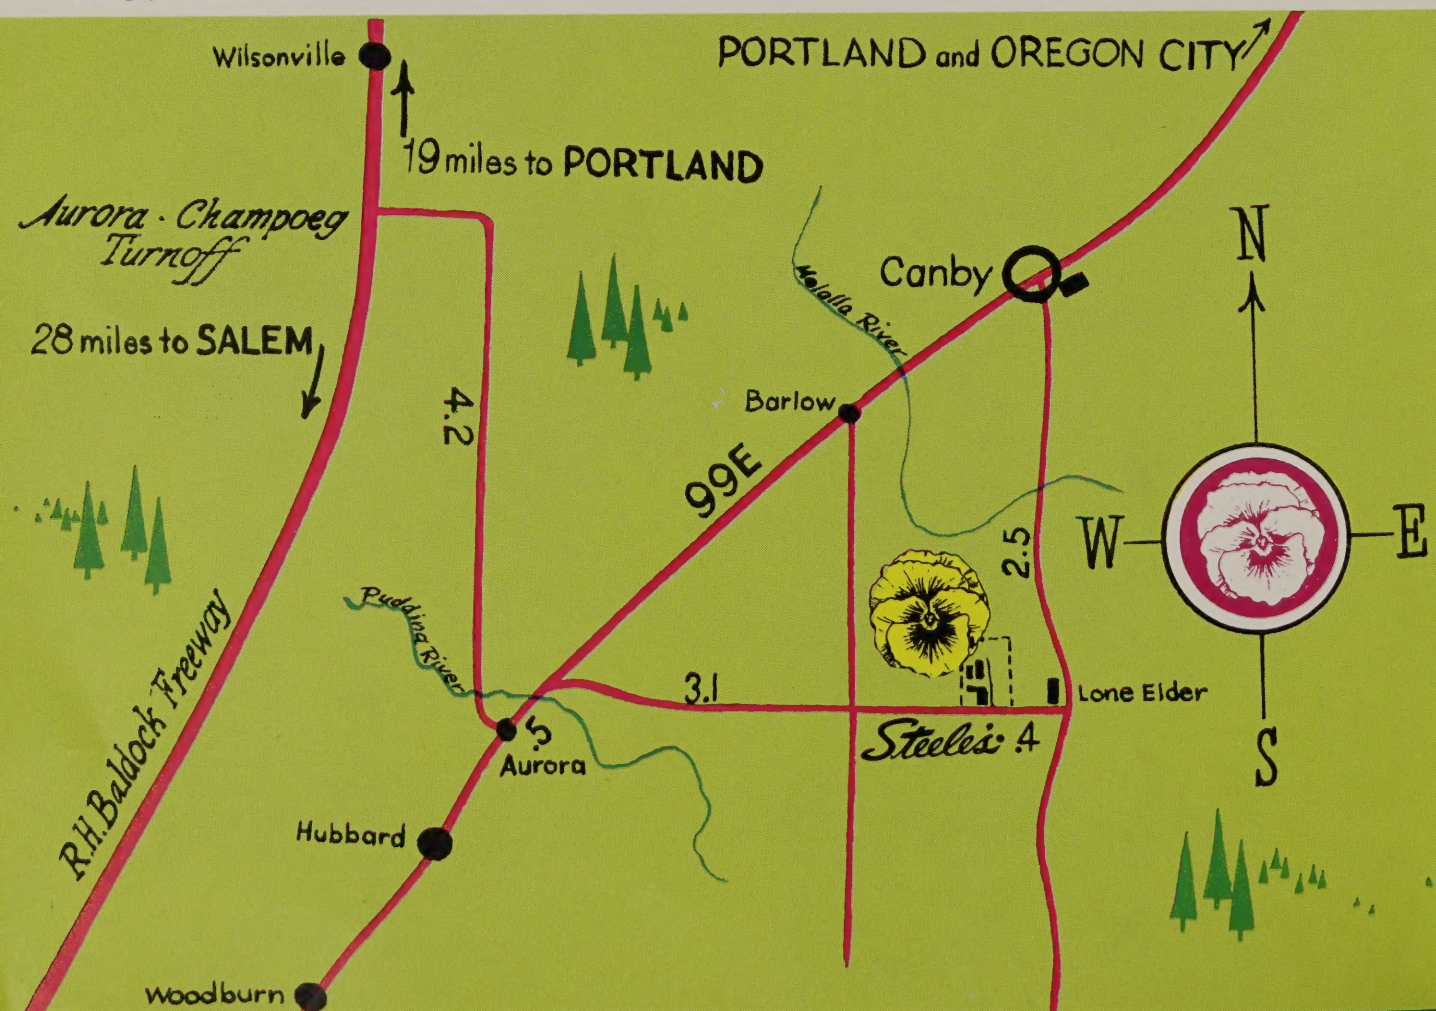 Wilsonville
PORTLAND and OREGON CITY
19 miles to PORTLAND
Aurora - Champoeg
Turnoff
28 miles to SALEM
Canby
N
Molalla River
Barlow
4.2
99E
2.5
W
E
Pudding River
R.H. Baldock Freeway
3.1
Lone Elder
Steele's .4
.5
Aurora
S
Hubbard
Woodburn